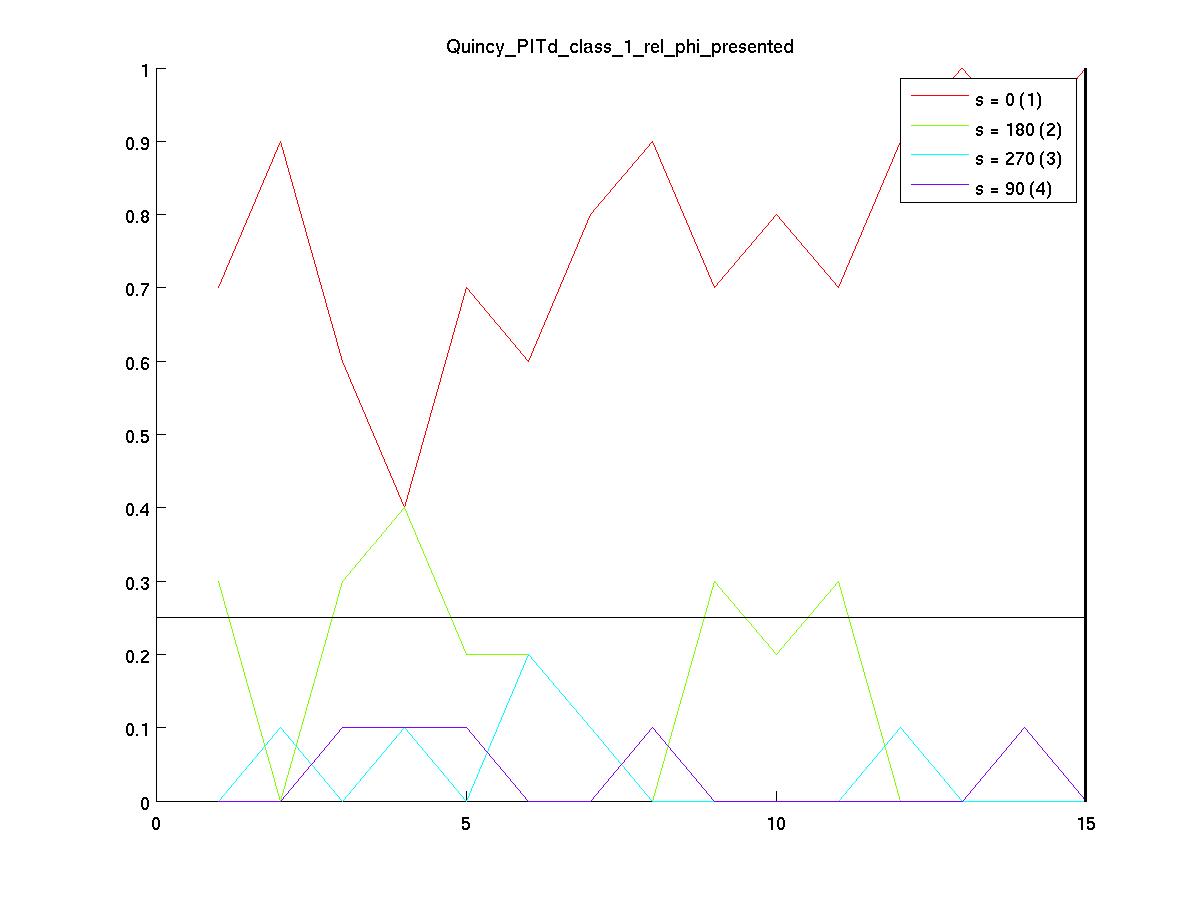 Quincy_PITd_class_1_rel_phi_presented
1
0.9
0.8
0.7
0.6
0.5
0.4
0.3
0.2
0.1
0
0 5 10 15
s = 0 (1)
s = 180 (2)
s = 270 (3)
s = 90 (4)